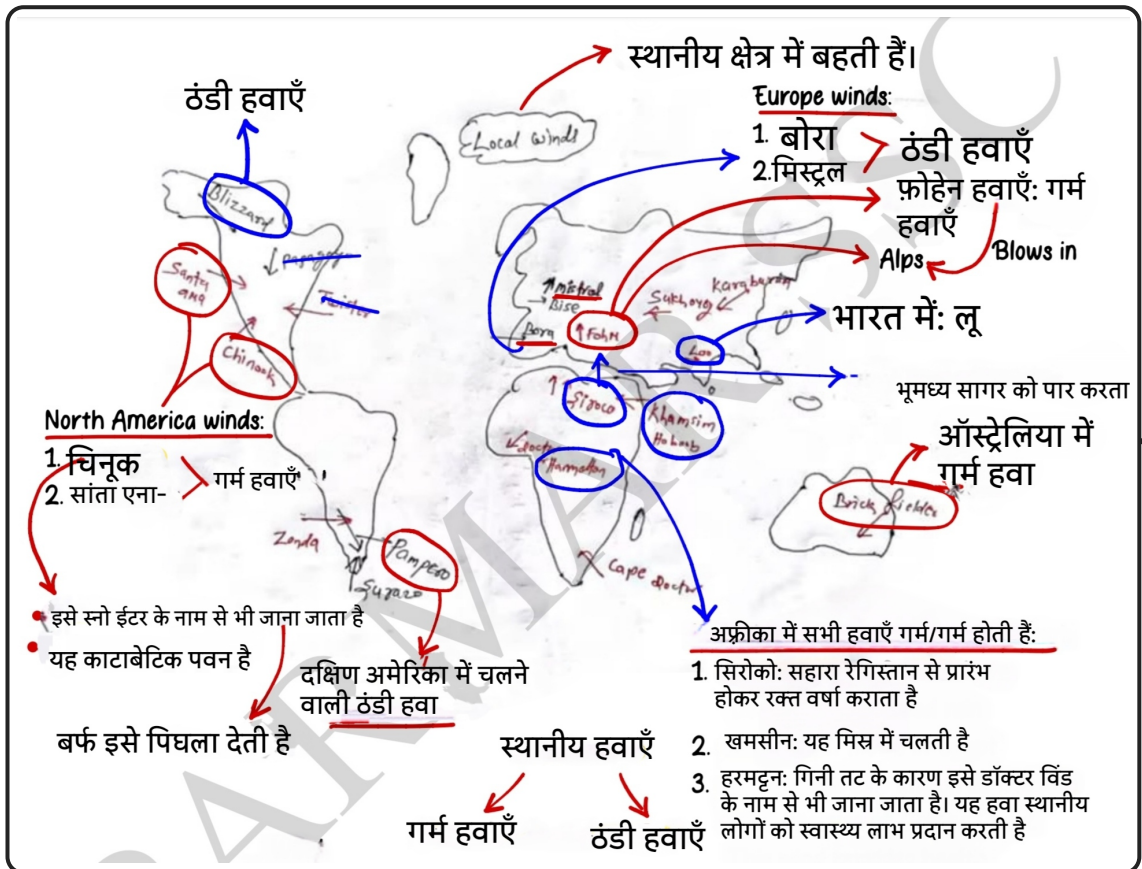 स्थानीय क्षेत्र में बहती हैं।
ठंडी हवाएँ
Local winds
Europe winds:
1. बोरा
2. मिस्ट्रल
ठंडी हवाएँ
फ़ोहेन हवाएँ: गर्म
हवाएँ
Alps
Blows in
Blizzard
Santa
ana
Chinook
Mistral
Bise
Bora
Fohn
Karaburan
Loo
भारत में: लू
Siroco
Khamsim
Haboob
भूमध्य सागर को पार करता
doctor
Harmattan
ऑस्ट्रेलिया में
गर्म हवा
Brick fielder
North America winds:
1. चिनूक
2. सांता एना-
गर्म हवाएँ
Zonda
Pampero
Cape doctor
इसे स्नो ईटर के नाम से भी जाना जाता है
यह काटाबेटिक पवन है
बर्फ इसे पिघला देती है
दक्षिण अमेरिका में चलने
वाली ठंडी हवा
स्थानीय हवाएँ
गर्म हवाएँ
ठंडी हवाएँ
अफ़्रीका में सभी हवाएँ गर्म/गर्म होती हैं:
1. सिरोको: सहारा रेगिस्तान से प्रारंभ
होकर रक्त वर्षा कराता है
2. खमसीन: यह मिस्र में चलती है
3. हरमट्टन: गिनी तट के कारण इसे डॉक्टर विंड
के नाम से भी जाना जाता है। यह हवा स्थानीय
लोगों को स्वास्थ्य लाभ प्रदान करती है